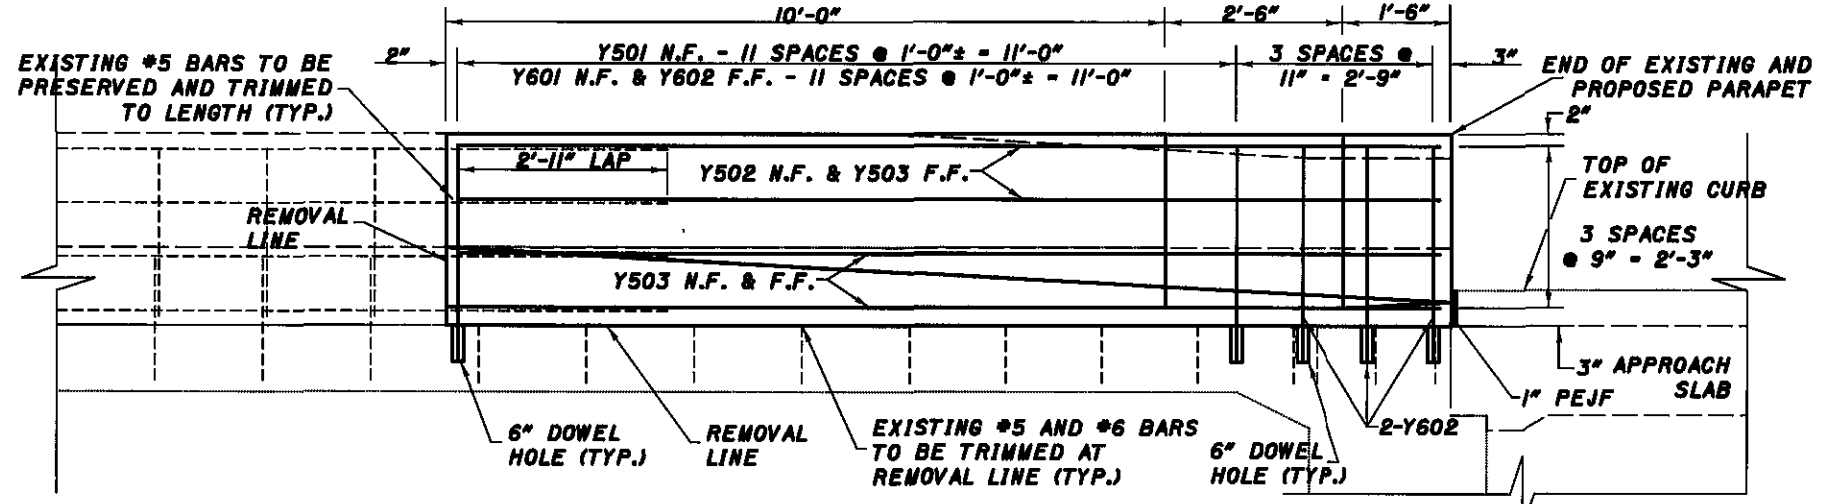 10'-0"
2'-6"
1'-6"
2"
Y501 N.F. - 11 SPACES @ 1'-0"± = 11'-0"
Y601 N.F. & Y602 F.F. - 11 SPACES @ 1'-0"± = 11'-0"
3 SPACES @
11" = 2'-9"
3"
EXISTING #5 BARS TO BE
PRESERVED AND TRIMMED
TO LENGTH (TYP.)
END OF EXISTING AND
PROPOSED PARAPET
2"
2'-11" LAP
Y502 N.F. & Y503 F.F.
TOP OF
EXISTING CURB
REMOVAL
LINE
3 SPACES
@ 9" = 2'-3"
Y503 N.F. & F.F.
3" APPROACH
SLAB
1" PEJF
6" DOWEL
HOLE (TYP.)
REMOVAL
LINE
EXISTING #5 AND #6 BARS
TO BE TRIMMED AT
REMOVAL LINE (TYP.)
6" DOWEL
HOLE (TYP.)
2-Y602